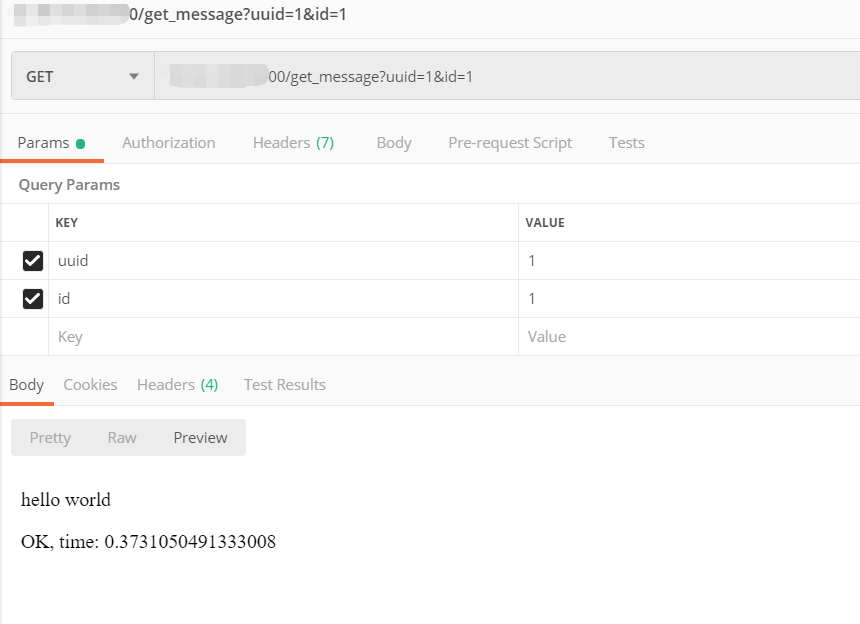 0/get_message?uuid=1&id=1
GET 00/get_message?uuid=1&id=1
Params Authorization Headers (7) Body Pre-request Script Tests
Query Params
KEY VALUE
uuid 1
id 1
Key Value
Body Cookies Headers (4) Test Results
Pretty Raw Preview
hello world
OK, time: 0.3731050491333008